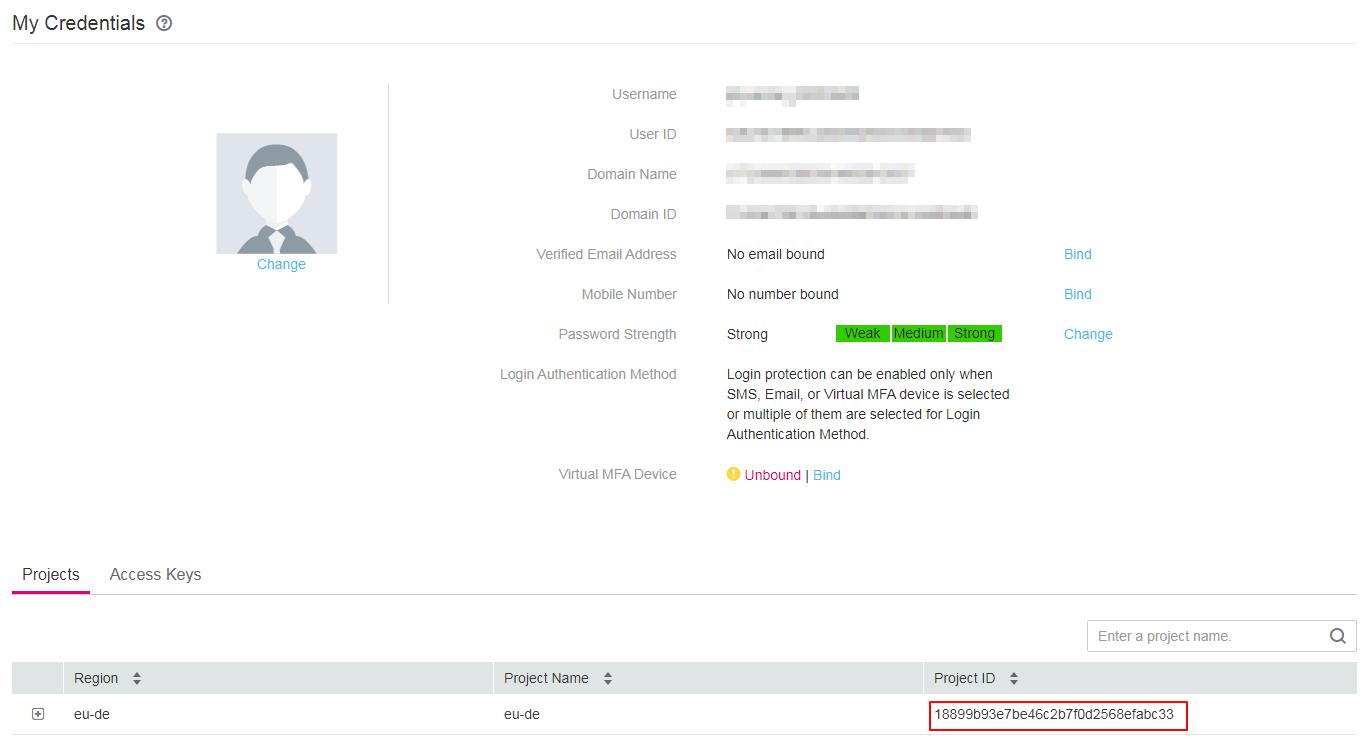 My Credentials ?
Username
User ID
Domain Name
Domain ID
Verified Email Address No email bound Bind
Mobile Number No number bound Bind
Change
Password Strength Strong Weak Medium Strong Change
Login Authentication Method Login protection can be enabled only when
SMS, Email, or Virtual MFA device is selected
or multiple of them are selected for Login
Authentication Method.
Virtual MFA Device ! Unbound | Bind
Projects Access Keys
Enter a project name.
Region Project Name Project ID
eu-de eu-de 18899b93e7be46c2b7f0d2568efabc33